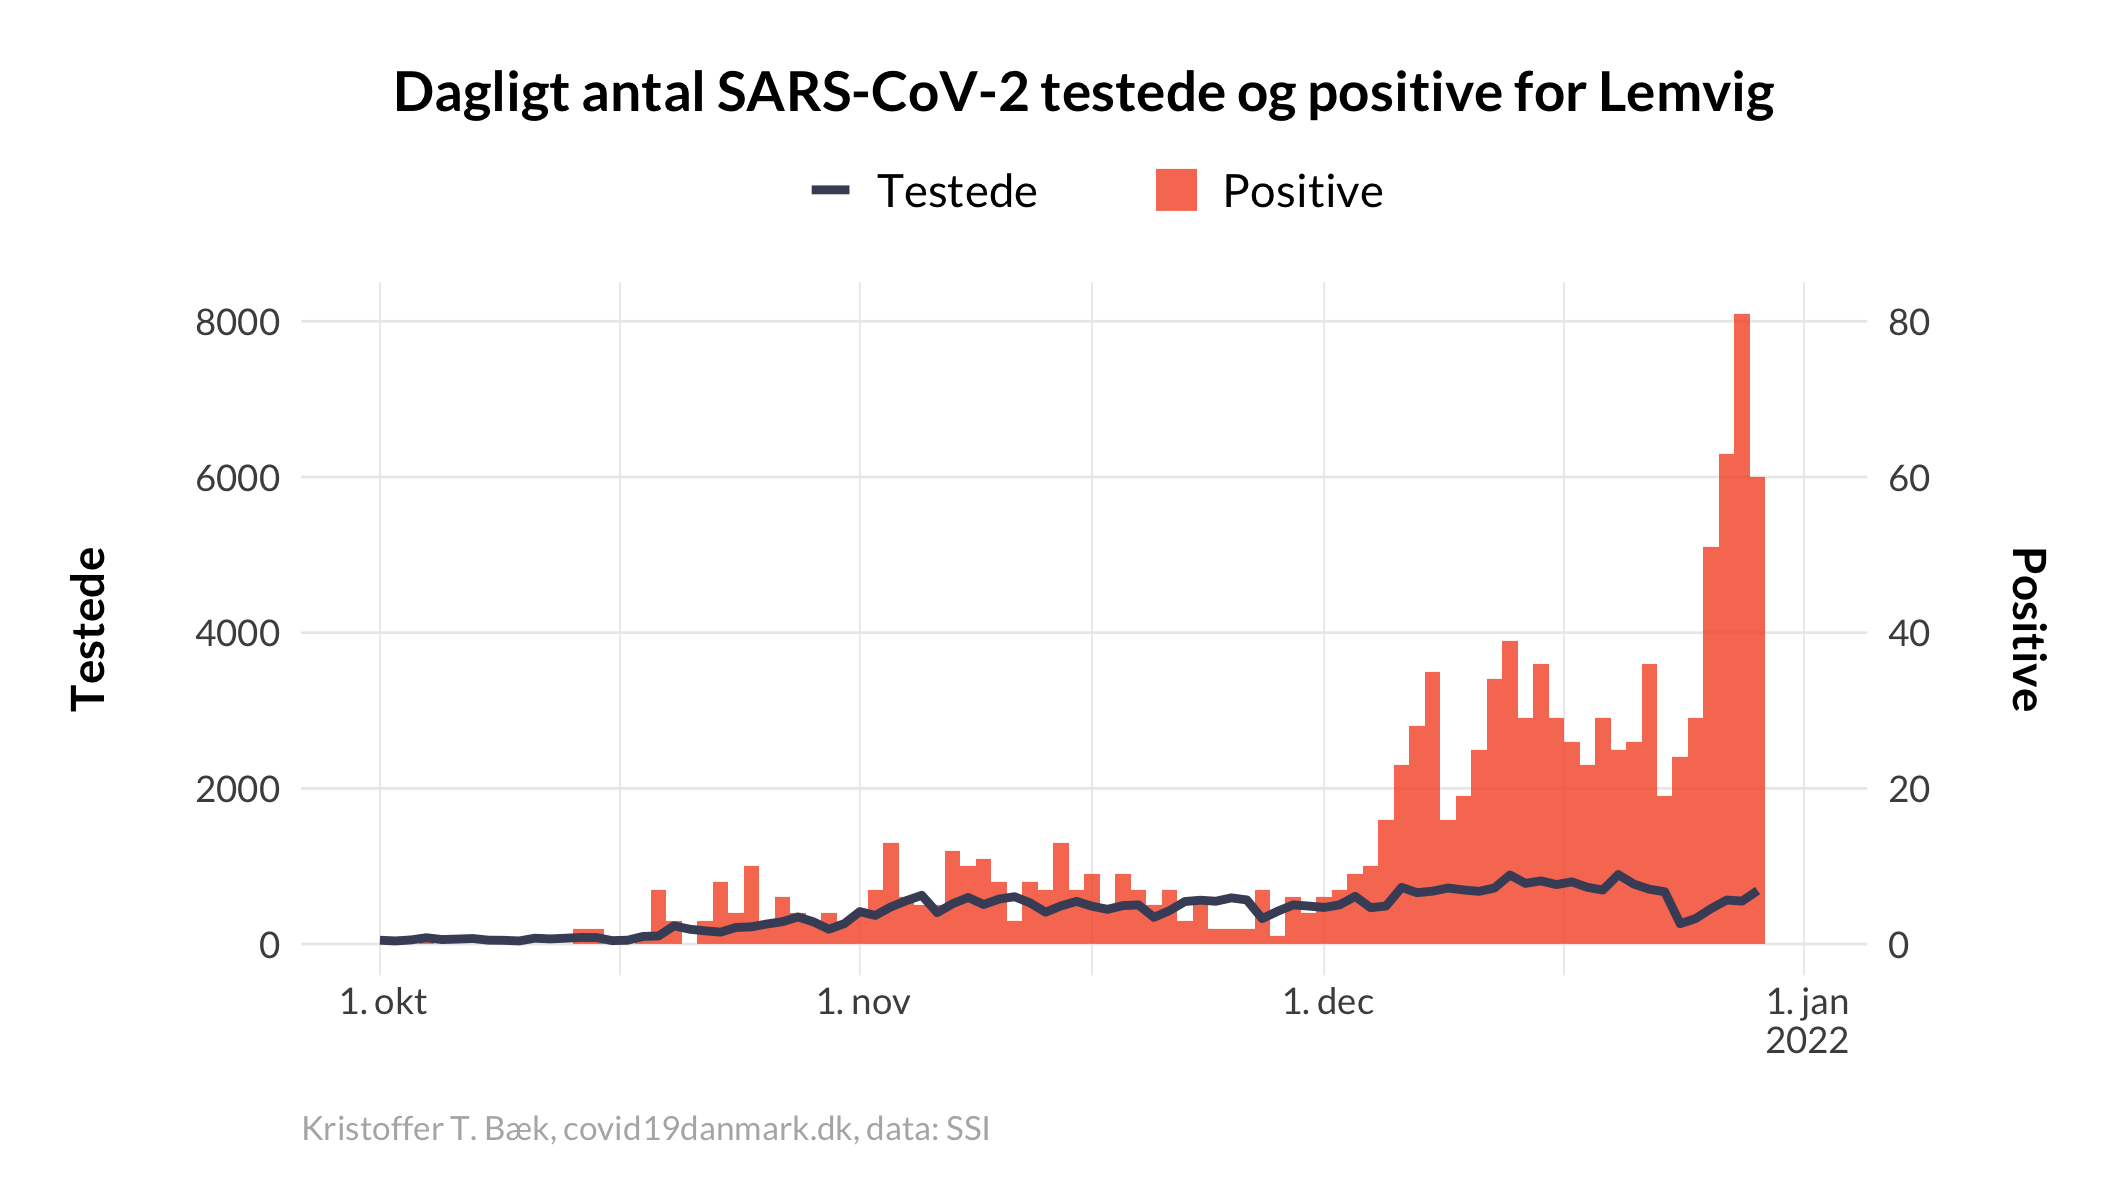 Dagligt antal SARS-CoV-2 testede og positive for Lemvig
Testede
Positive
8000
6000
4000
2000
0
80
60
40
20
0
Testede
Positive
1. okt
1. nov
1. dec
1. jan
2022
Kristoffer T. Bæk, covid19danmark.dk, data: SSI